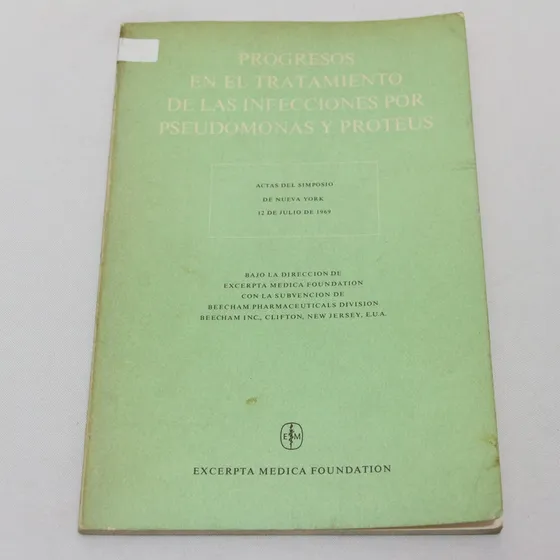 PROGRESOS
EN EL TRATAMIENTO
DE LAS INFECCIONES POR
PSEUDOMONAS Y PROTEUS
ACTAS DEL SIMPOSIO
DE NUEVA YORK
12 DE JULIO DE 1969
BAJO LA DIRECCION DE
EXCERPTA MEDICA FOUNDATION
CON LA SUBVENCION DE
BEECHAM PHARMACEUTICALS DIVISION
BEECHAM INC., CLIFTON, NEW JERSEY, E.U.A.
E M
EXCERPTA MEDICA FOUNDATION